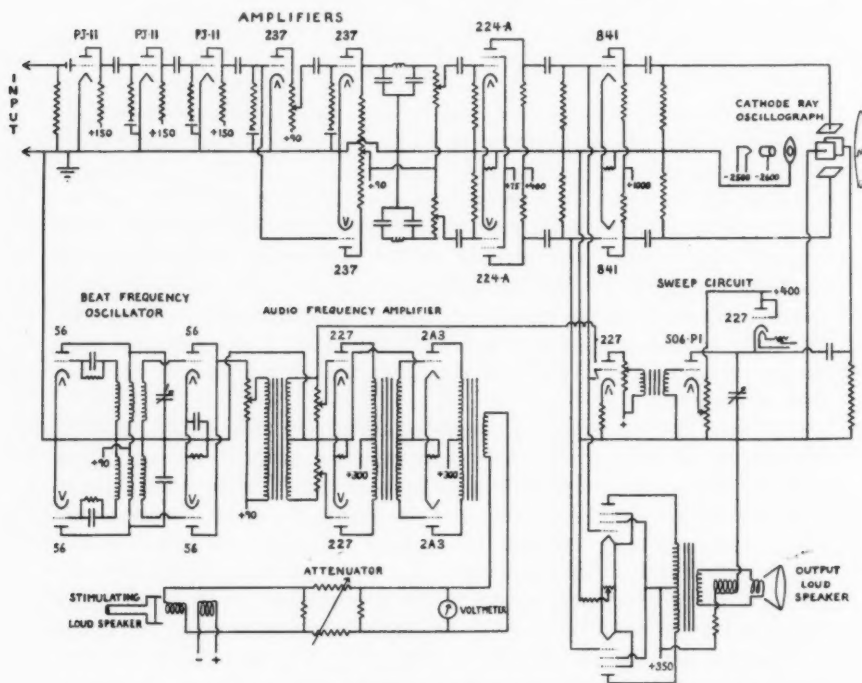 AMPLIFIERS
PJ-11 PJ-11 PJ-11 237 237 224-A 841
INPUT
+150 +150 +150 +90 +90 +75 +400 +1000
CATHODE RAY
OSCILLOGRAPH
-2500 -2600
237 224-A 841
BEAT FREQUENCY
OSCILLATOR
AUDIO FREQUENCY AMPLIFIER
SWEEP CIRCUIT
+400
227
56 56 227 2A3 227 506-P1
+90 +300 +300 +
+90
56 56 227 2A3
ATTENUATOR
STIMULATING
LOUD SPEAKER
VOLTMETER
- +
OUTPUT
LOUD
SPEAKER
+350